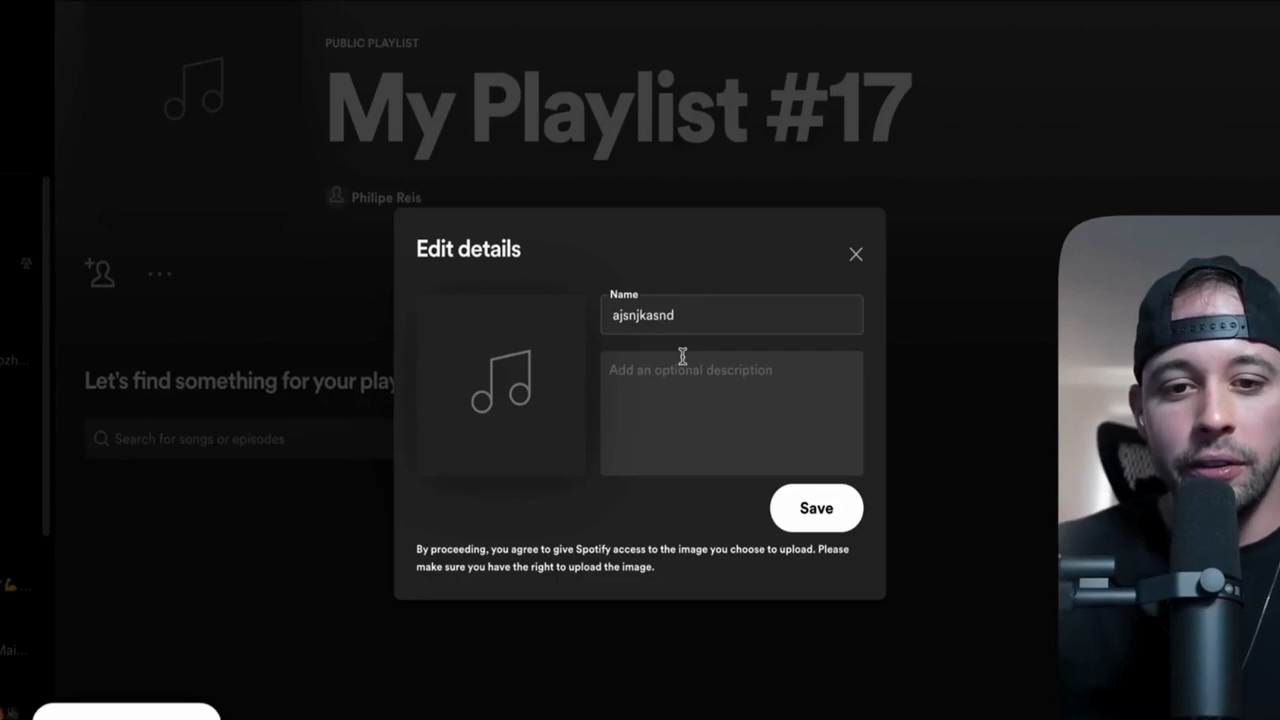 PUBLIC PLAYLIST
My Playlist #17
Philipe Reis
Edit details
Name
ajsnjkasnd
Add an optional description
Let's find something for your play
Search for songs or episodes
ozh...
Save
By proceeding, you agree to give Spotify access to the image you choose to upload. Please
make sure you have the right to upload the image.
Mai...